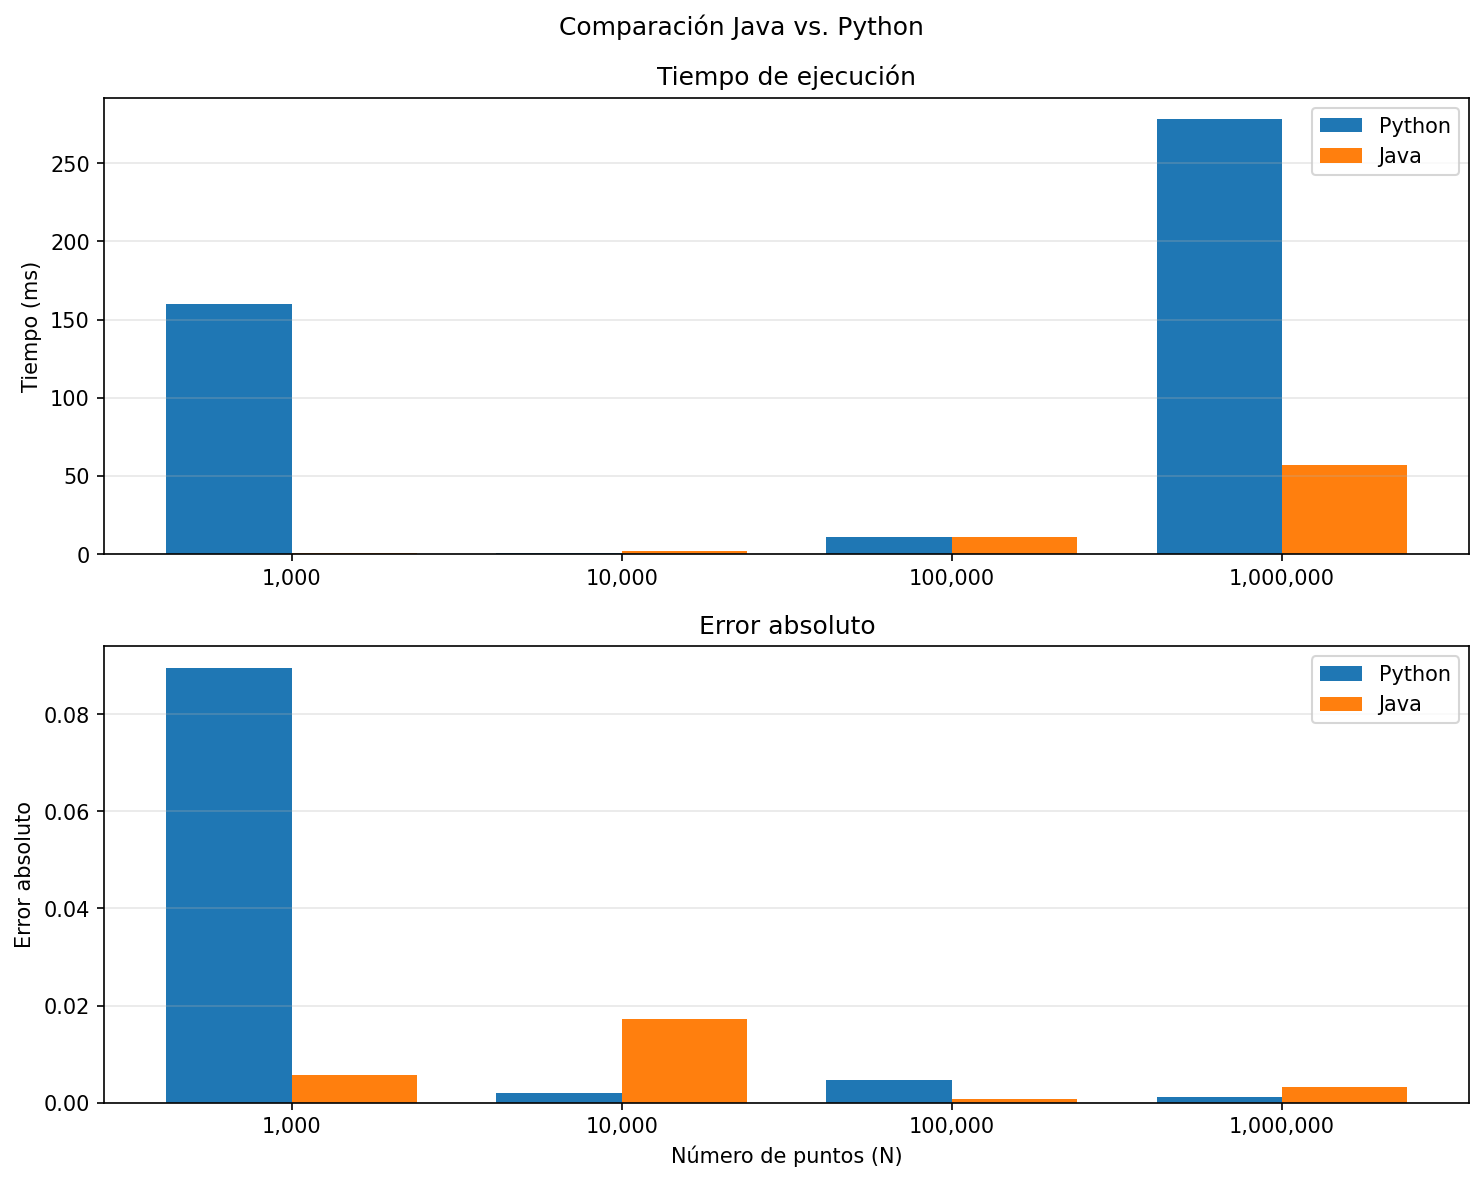 Comparación Java vs. Python
Tiempo de ejecución
Python
Java
Tiempo (ms)
250
200
150
100
50
0
1,000
10,000
100,000
1,000,000
Error absoluto
Python
Java
Error absoluto
0.08
0.06
0.04
0.02
0.00
1,000
10,000
100,000
1,000,000
Número de puntos (N)